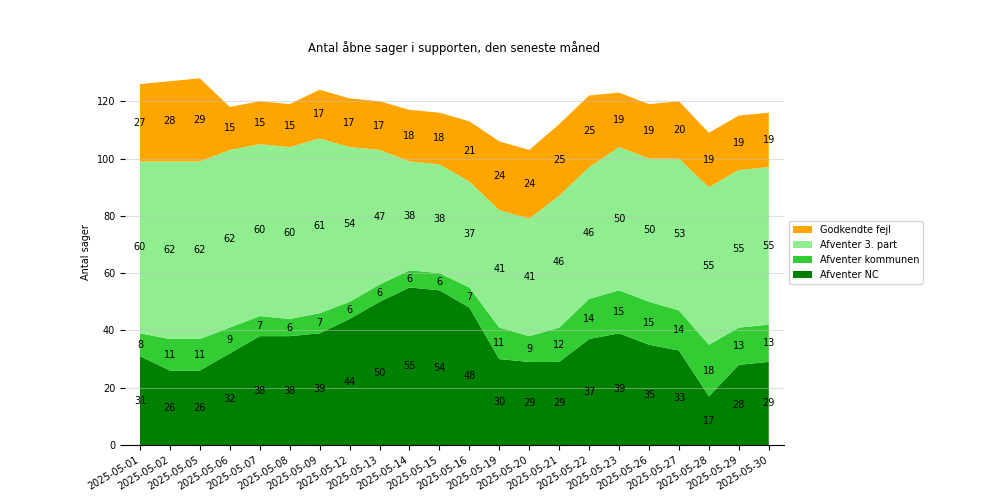 Antal åbne sager i supporten, den seneste måned
Antal sager
120
100
80
60
40
20
0
27 28 29 15 15 15 17 17 17 18 18 21 24 24 25 25 19 19 20 19 19 19
60 62 62 62 60 60 61 54 47 38 38 37 41 41 46 46 50 50 53 55 55 55
8 11 11 9 7 6 7 6 6 6 6 7 11 9 12 14 15 15 14 18 13 13
31 26 26 32 38 38 39 44 50 55 54 48 30 29 29 37 39 35 33 17 28 29
2025-05-01 2025-05-02 2025-05-05 2025-05-06 2025-05-07 2025-05-08 2025-05-09 2025-05-12 2025-05-13 2025-05-14 2025-05-15 2025-05-16 2025-05-19 2025-05-20 2025-05-21 2025-05-22 2025-05-23 2025-05-26 2025-05-27 2025-05-28 2025-05-29 2025-05-30
Godkendte fejl
Afventer 3. part
Afventer kommunen
Afventer NC